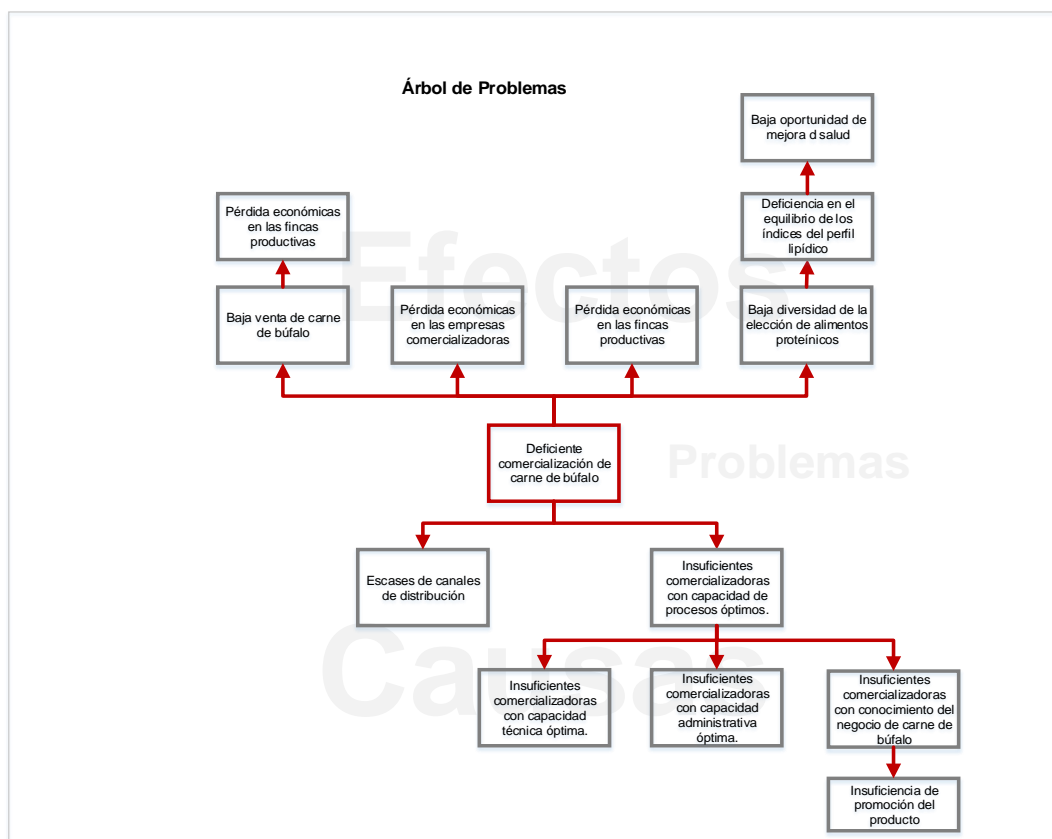 Árbol de Problemas
Baja oportunidad de
mejora d salud
Pérdida económicas
en las fincas
productivas
Deficiencia en el
equilibrio de los
índices del perfil
lipídico
Efectos
Baja venta de carne
de búfalo
Pérdida económicas
en las empresas
comercializadoras
Pérdida económicas
en las fincas
productivas
Baja diversidad de la
elección de alimentos
proteínicos
Deficiente
comercialización de
carne de búfalo
Problemas
Escases de canales
de distribución
Insuficientes
comercializadoras
con capacidad de
procesos óptimos.
Causas
Insuficientes
comercializadoras
con capacidad
técnica óptima.
Insuficientes
comercializadoras
con capacidad
administrativa
óptima.
Insuficientes
comercializadoras
con conocimiento del
negocio de carne de
búfalo
Insuficiencia de
promoción del
producto